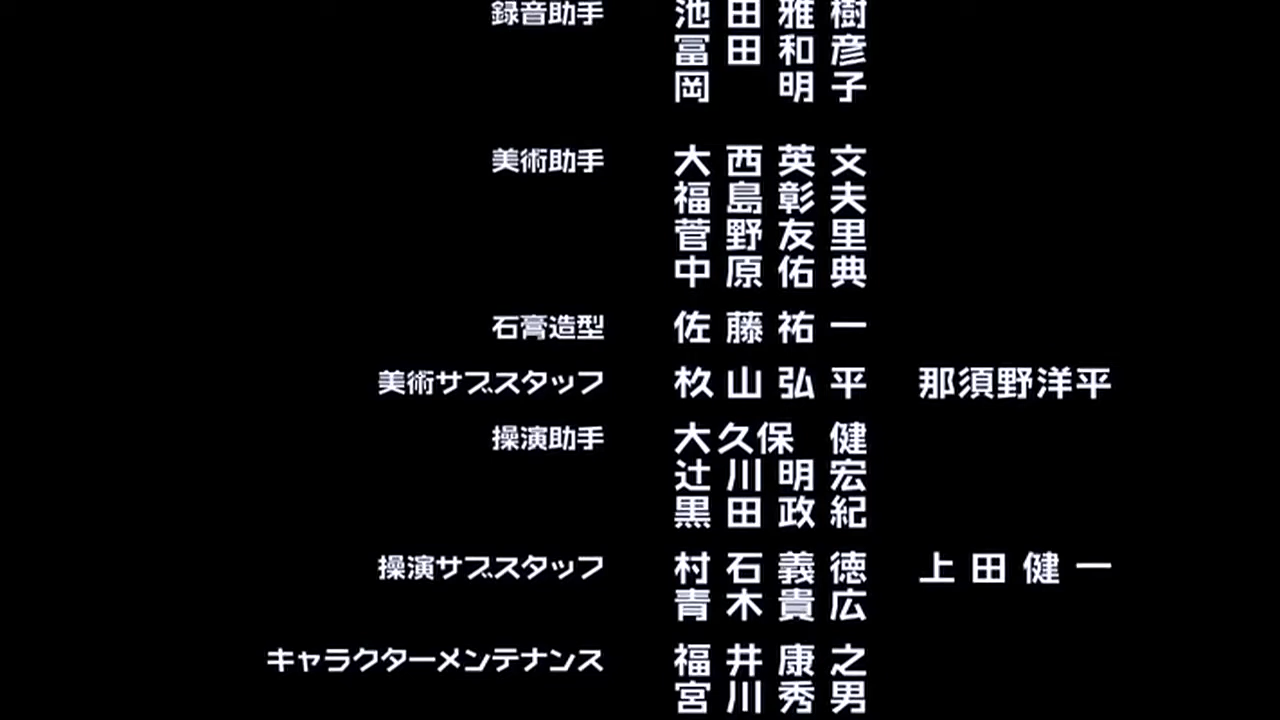 録音助手 池田雅樹
冨田和彦
岡 明子
美術助手 大西英文
福島彰夫
菅野友里
中原佑典
石膏造型 佐藤祐一
美術サブスタッフ 杦山弘平 那須野洋平
操演助手 大久保 健
辻川明宏
黒田政紀
操演サブスタッフ 村石義徳 上田健一
青木貴広
キャラクターメンテナンス 福井康之
宮川秀男